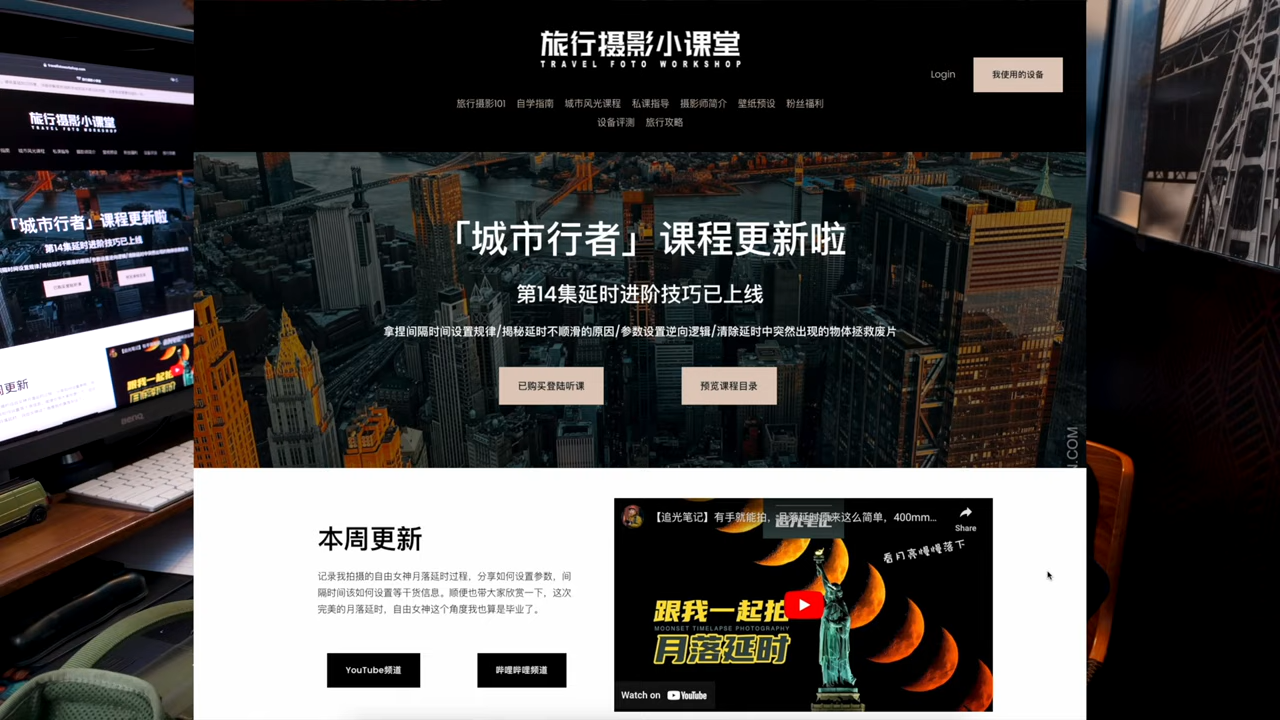 旅行摄影小课堂
TRAVEL FOTO WORKSHOP
Login
我使用的设备
旅行摄影101 自学指南 城市风光课程 私课指导 摄影师简介 壁纸预设 粉丝福利
设备评测 旅行攻略
「城市行者」课程更新啦
第14集延时进阶技巧已上线
拿捏间隔时间设置规律/揭秘延时不顺滑的原因/参数设置逆向逻辑/清除延时中突然出现的物体拯救废片
已购买登陆听课
预览课程目录
本周更新
记录我拍摄的自由女神月落延时过程，分享如何设置参数，间
隔时间该如何设置等干货信息。顺便也带大家欣赏一下，这次
完美的月落延时，自由女神这个角度我也算是毕业了。
YouTube频道
哔哩哔哩频道
【追光笔记】有手就能拍，月落延时原来这么简单，400mm...
Share
看月亮慢慢落下
跟我一起拍
MOONSET TIMELAPSE PHOTOGRAPHY
月落延时
Watch on YouTube
旅行摄影小课堂
TRAVEL FOTO WORKSHOP
「城市行者」课程更新啦
第14集延时进阶技巧已上线
BenQ